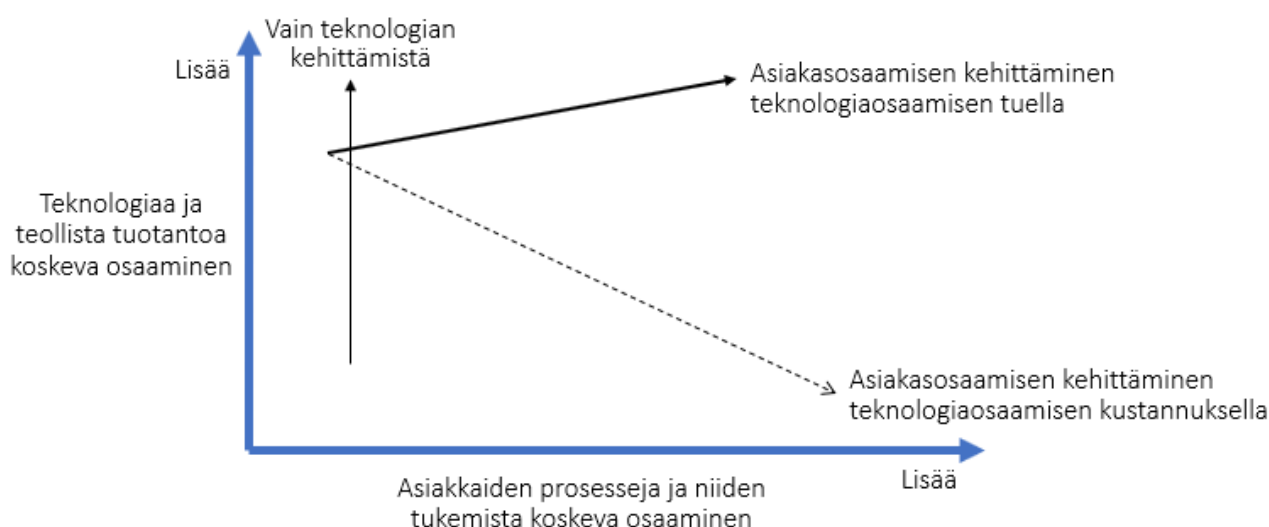 Vain teknologian
kehittämistä
Lisää
Asiakasosaamisen kehittäminen
teknologiaosaamisen tuella
Teknologiaa ja
teollista tuotantoa
koskeva osaaminen
Asiakasosaamisen kehittäminen
teknologiaosaamisen kustannuksella
Lisää
Asiakkaiden prosesseja ja niiden
tukemista koskeva osaaminen